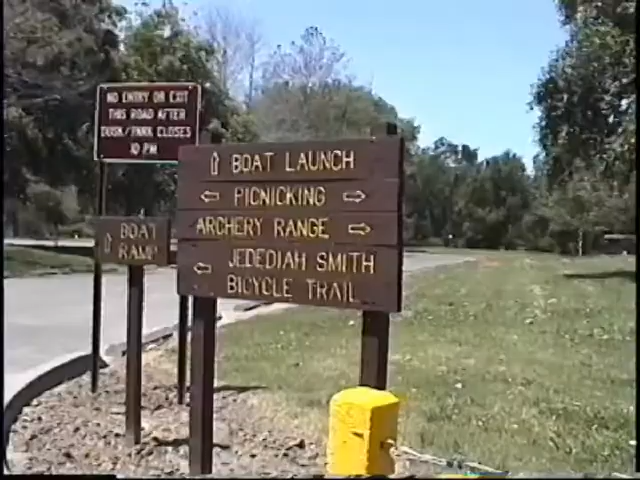 NO ENTRY OR EXIT
THIS ROAD AFTER
DUSK/PARK CLOSES
10 PM
BOAT LAUNCH
PICNICKING
ARCHERY RANGE
JEDEDIAH SMITH
BICYCLE TRAIL
BOAT
RAMP